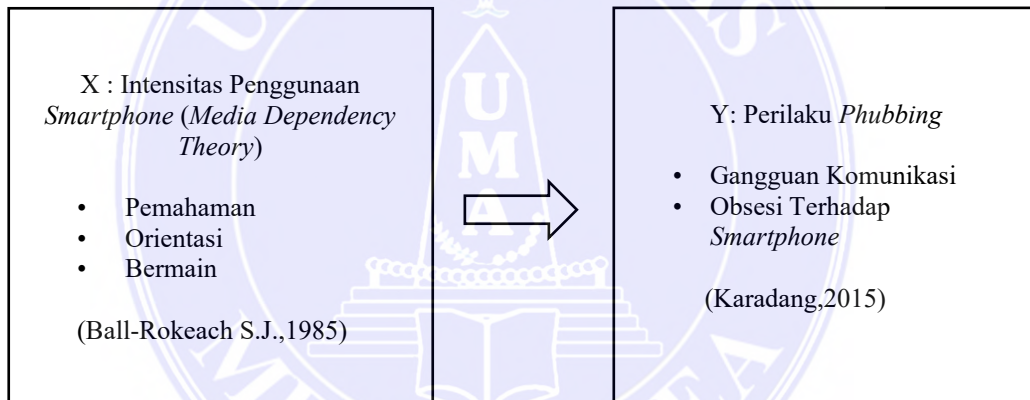 X : Intensitas Penggunaan
Smartphone (Media Dependency
Theory)
• Pemahaman
• Orientasi
• Bermain
(Ball-Rokeach S.J.,1985)
UMA
Y: Perilaku Phubbing
• Gangguan Komunikasi
• Obsesi Terhadap
Smartphone
(Karadang,2015)